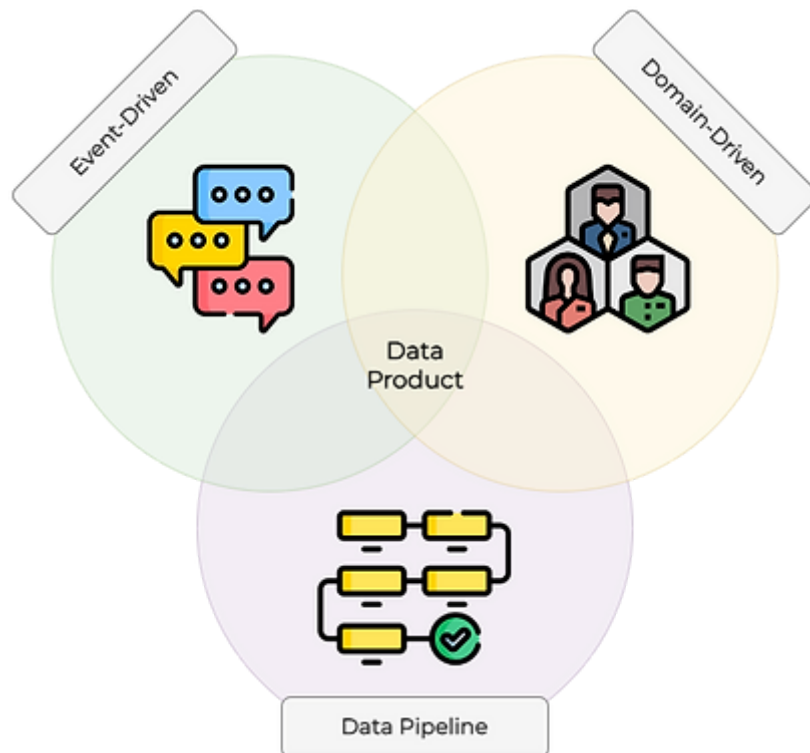 Event-Driven
Domain-Driven
Data
Product
Data Pipeline